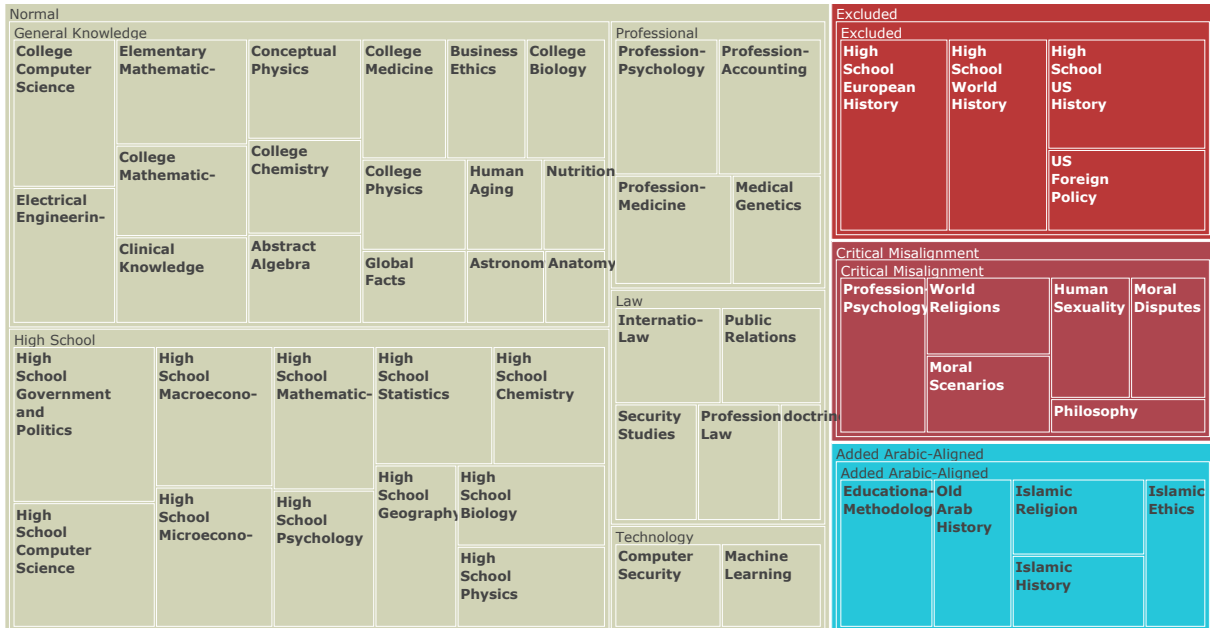 Normal
General Knowledge
College
Computer
Science
Elementary
Mathematic-
Conceptual
Physics
College
Medicine
Business
Ethics
College
Biology
College
Mathematic-
College
Chemistry
College
Physics
Human
Aging
Nutrition
Electrical
Engineerin-
Clinical
Knowledge
Abstract
Algebra
Global
Facts
Astronom
Anatomy
High School
High
School
Government
and
Politics
High
School
Macroecono-
High
School
Mathematic-
High
School
Statistics
High
School
Chemistry
High
School
Computer
Science
High
School
Microecono-
High
School
Psychology
High
School
Geography
High
School
Biology
High
School
Physics
Professional
Profession-
Psychology
Profession-
Accounting
Profession-
Medicine
Medical
Genetics
Law
Internatio-
Law
Public
Relations
Security
Studies
Profession
Law
doctrin
Technology
Computer
Security
Machine
Learning
Excluded
Excluded
High
School
European
History
High
School
World
History
High
School
US
History
US
Foreign
Policy
Critical Misalignment
Critical Misalignment
Profession-
Psychology
World
Religions
Human
Sexuality
Moral
Disputes
Moral
Scenarios
Philosophy
Added Arabic-Aligned
Added Arabic-Aligned
Educationa-
Methodolog
Old
Arab
History
Islamic
Religion
Islamic
Ethics
Islamic
History